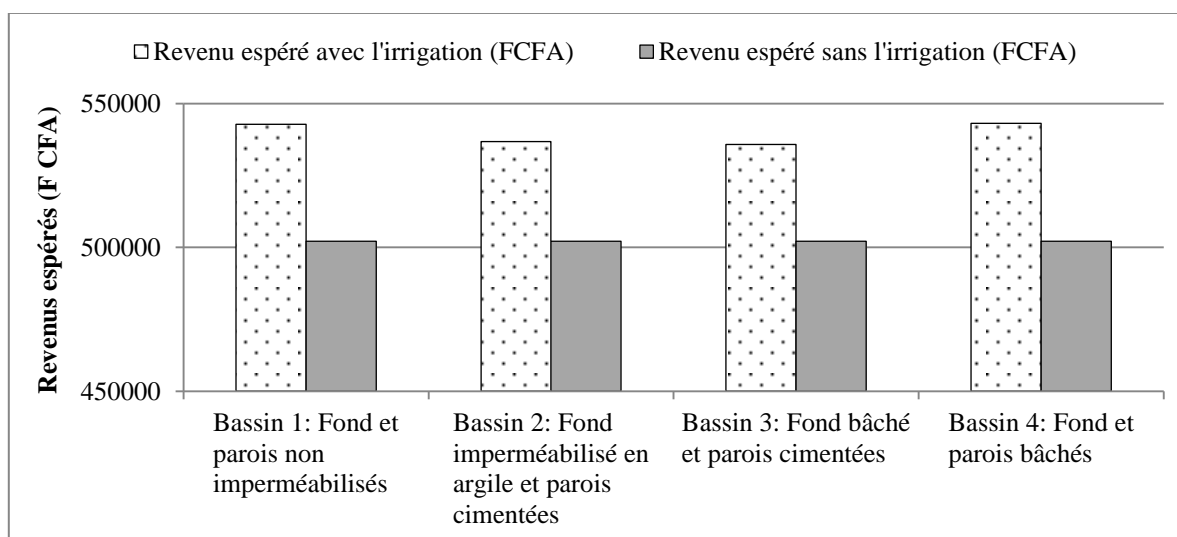 Revenu espéré avec l'irrigation (FCFA) Revenu espéré sans l'irrigation (FCFA)
Revenus espérés (F CFA)
550000
500000
450000
Bassin 1: Fond et
parois non
imperméabilisés
Bassin 2: Fond
imperméabilisé en
argile et parois
cimentées
Bassin 3: Fond bâché
et parois cimentées
Bassin 4: Fond et
parois bâchés